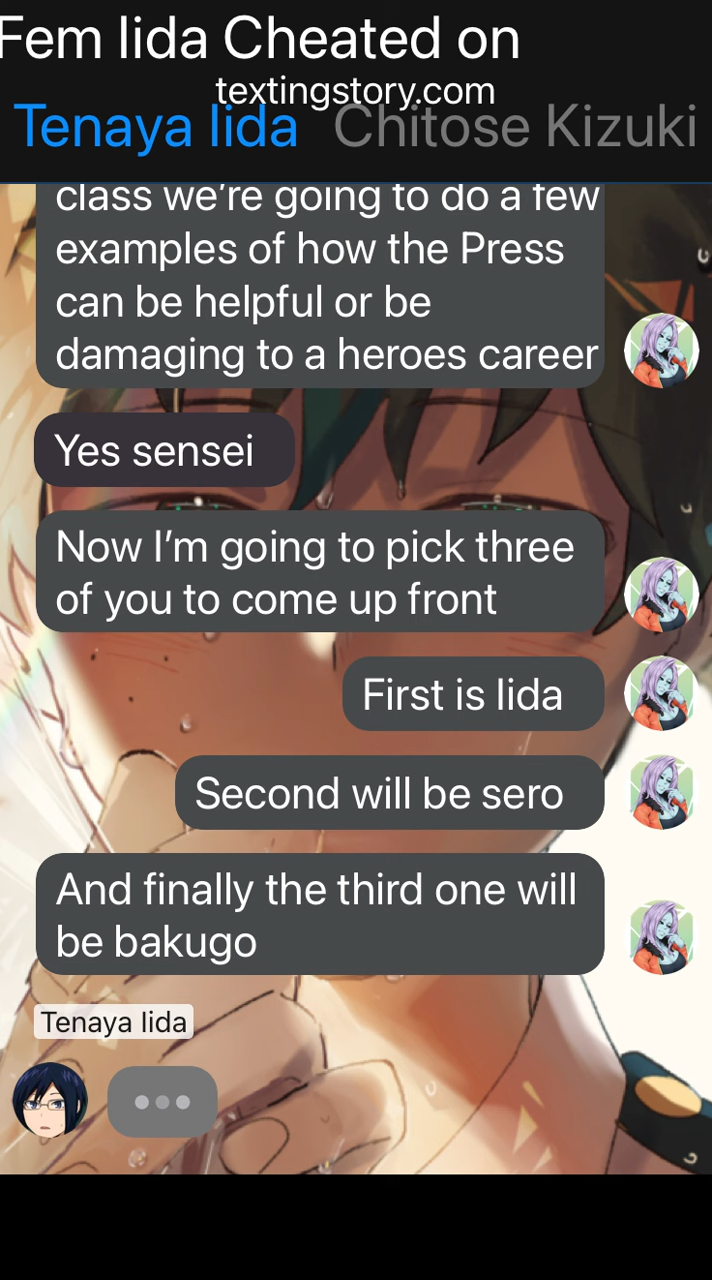 Fem Iida Cheated on
textingstory.com
Tenaya Iida Chitose Kizuki
class we're going to do a few
examples of how the Press
can be helpful or be
damaging to a heroes career
Yes sensei
Now I'm going to pick three
of you to come up front
First is Iida
Second will be sero
And finally the third one will
be bakugo
Tenaya Iida